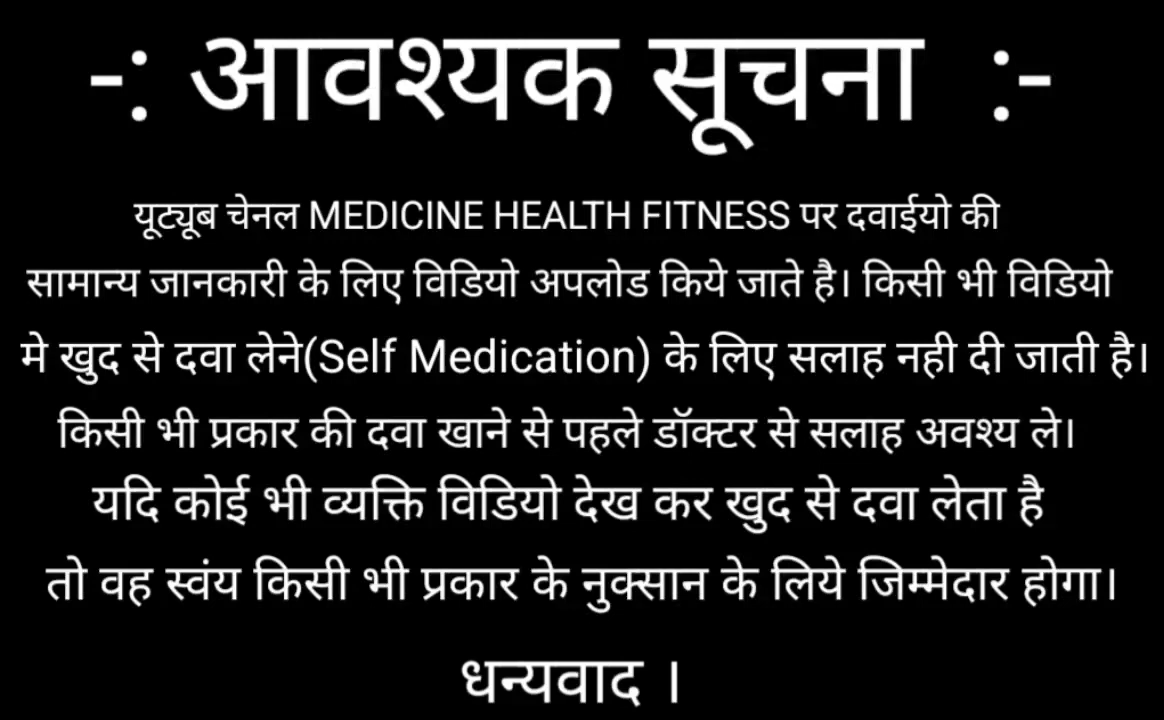 -: आवश्यक सूचना :-
यूट्यूब चेनल MEDICINE HEALTH FITNESS पर दवाईयो की
सामान्य जानकारी के लिए विडियो अपलोड किये जाते है। किसी भी विडियो
मे खुद से दवा लेने(Self Medication) के लिए सलाह नही दी जाती है।
किसी भी प्रकार की दवा खाने से पहले डॉक्टर से सलाह अवश्य ले।
यदि कोई भी व्यक्ति विडियो देख कर खुद से दवा लेता है
तो वह स्वंय किसी भी प्रकार के नुक्सान के लिये जिम्मेदार होगा।
धन्यवाद ।